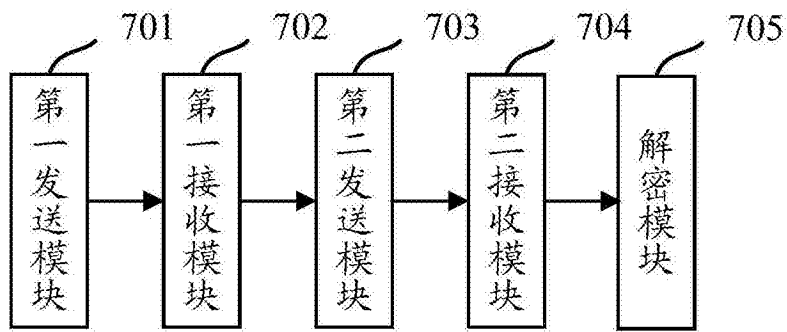 701 702 703 704 705
第一发送模块
第一接收模块
第二发送模块
第二接收模块
解密模块